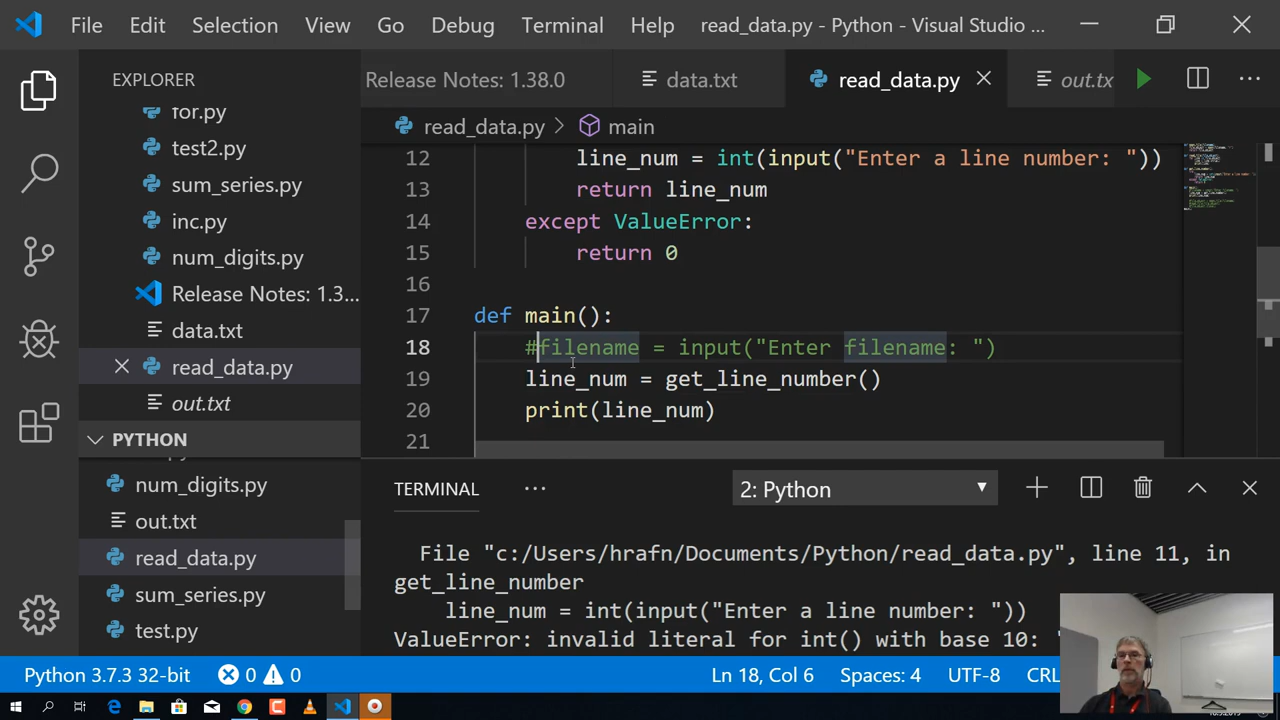 File Edit Selection View Go Debug Terminal Help read_data.py - Python - Visual Studio ...
EXPLORER
for.py
test2.py
sum_series.py
inc.py
num_digits.py
Release Notes: 1.3...
data.txt
read_data.py
out.txt
PYTHON
num_digits.py
out.txt
read_data.py
sum_series.py
test.py
Release Notes: 1.38.0 data.txt read_data.py out.tx
read_data.py > main
12 line_num = int(input("Enter a line number: "))
13 return line_num
14 except ValueError:
15 return 0
16
17 def main():
18 #filename = input("Enter filename: ")
19 line_num = get_line_number()
20 print(line_num)
21
TERMINAL ... 2: Python
File "c:/Users/hrafn/Documents/Python/read_data.py", line 11, in
get_line_number
line_num = int(input("Enter a line number: "))
ValueError: invalid literal for int() with base 10: '
Python 3.7.3 32-bit 0 0 Ln 18, Col 6 Spaces: 4 UTF-8 CRL